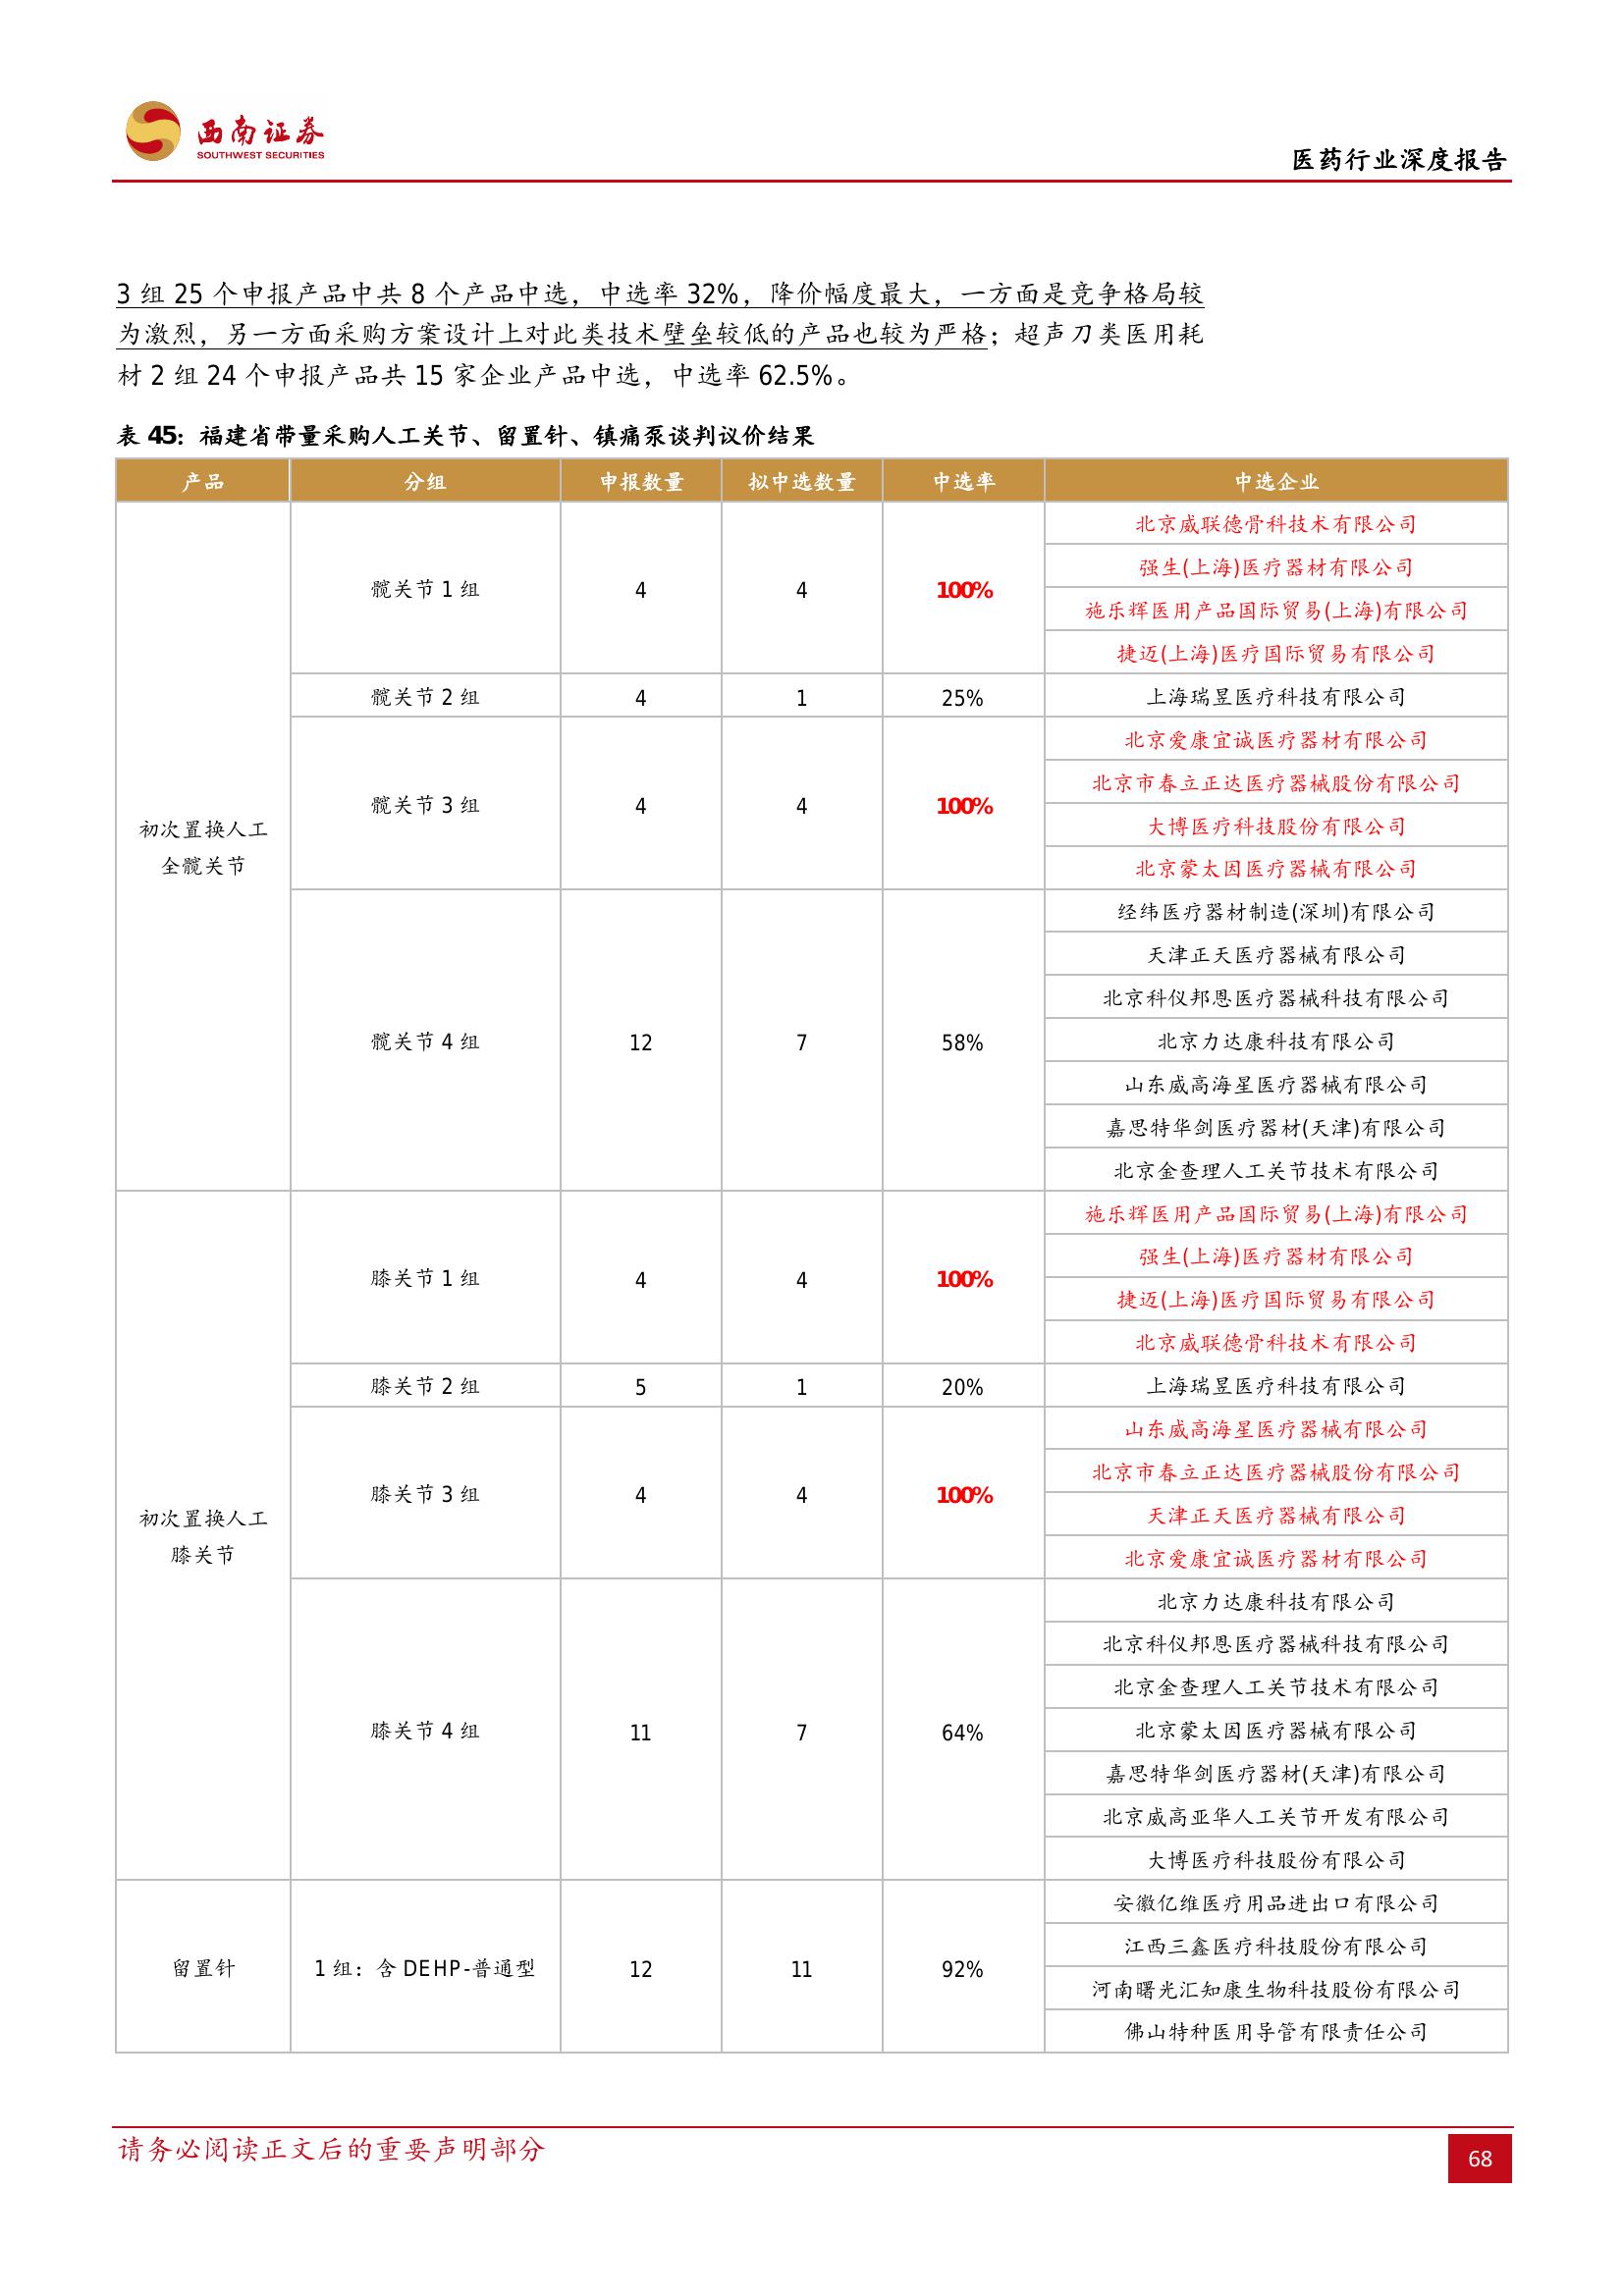 西南证券
SOUTHWEST SECURITIES
医药行业深度报告
3 组 25 个申报产品中共 8 个产品中选，中选率 32%，降价幅度最大，一方面是竞争格局较
为激烈，另一方面采购方案设计上对此类技术壁垒较低的产品也较为严格；超声刀类医用耗
材 2 组 24 个申报产品共 15 家企业产品中选，中选率 62.5%。
表 45：福建省带量采购人工关节、留置针、镇痛泵谈判议价结果
产品 分组 申报数量 拟中选数量 中选率 中选企业
初次置换人工
全髋关节
髋关节 1 组 4 4 100%
北京威联德骨科技术有限公司
强生(上海)医疗器材有限公司
施乐辉医用产品国际贸易(上海)有限公司
捷迈(上海)医疗国际贸易有限公司
髋关节 2 组 4 1 25% 上海瑞昱医疗科技有限公司
髋关节 3 组 4 4 100%
北京爱康宜诚医疗器材有限公司
北京市春立正达医疗器械股份有限公司
大博医疗科技股份有限公司
北京蒙太因医疗器械有限公司
髋关节 4 组 12 7 58%
经纬医疗器材制造(深圳)有限公司
天津正天医疗器械有限公司
北京科仪邦恩医疗器械科技有限公司
北京力达康科技有限公司
山东威高海星医疗器械有限公司
嘉思特华剑医疗器材(天津)有限公司
北京金查理人工关节技术有限公司
初次置换人工
膝关节
膝关节 1 组 4 4 100%
施乐辉医用产品国际贸易(上海)有限公司
强生(上海)医疗器材有限公司
捷迈(上海)医疗国际贸易有限公司
北京威联德骨科技术有限公司
膝关节 2 组 5 1 20% 上海瑞昱医疗科技有限公司
膝关节 3 组 4 4 100%
山东威高海星医疗器械有限公司
北京市春立正达医疗器械股份有限公司
天津正天医疗器械有限公司
北京爱康宜诚医疗器材有限公司
膝关节 4 组 11 7 64%
北京力达康科技有限公司
北京科仪邦恩医疗器械科技有限公司
北京金查理人工关节技术有限公司
北京蒙太因医疗器械有限公司
嘉思特华剑医疗器材(天津)有限公司
北京威高亚华人工关节开发有限公司
大博医疗科技股份有限公司
留置针 1 组：含 DEHP-普通型 12 11 92%
安徽亿维医疗用品进出口有限公司
江西三鑫医疗科技股份有限公司
河南曙光汇知康生物科技股份有限公司
佛山特种医用导管有限责任公司
请务必阅读正文后的重要声明部分
68